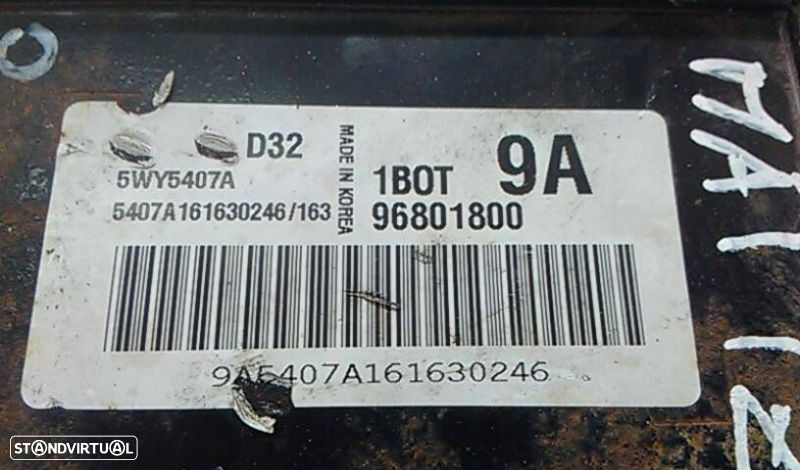 D32
5WY5407A
5407A161630246/163
MADE IN KOREA
1BOT 9A
96801800
9A5407A161630246
STANDVIRTUAL